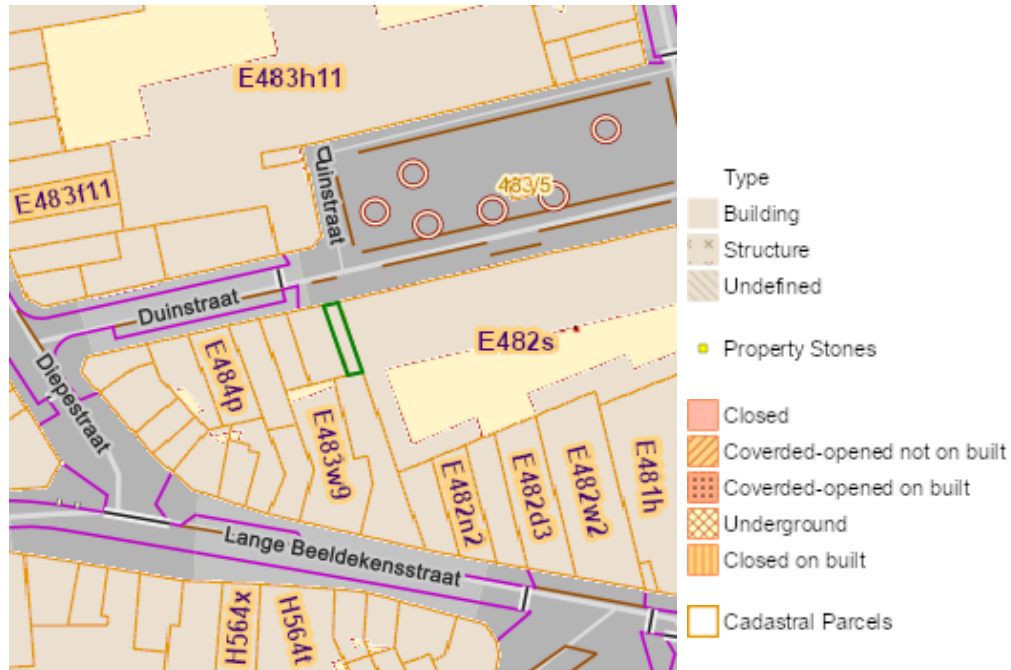 E483h11
Duinstraat
483/5
E483f11
Duinstraat
E482s
E484p
Diepestraat
E483w9
E482n2
E482d3
E482w2
E481h
Lange Beeldekensstraat
H564x
H564t
Type
Building
Structure
Undefined
Property Stones
Closed
Coverded-opened not on built
Coverded-opened on built
Underground
Closed on built
Cadastral Parcels